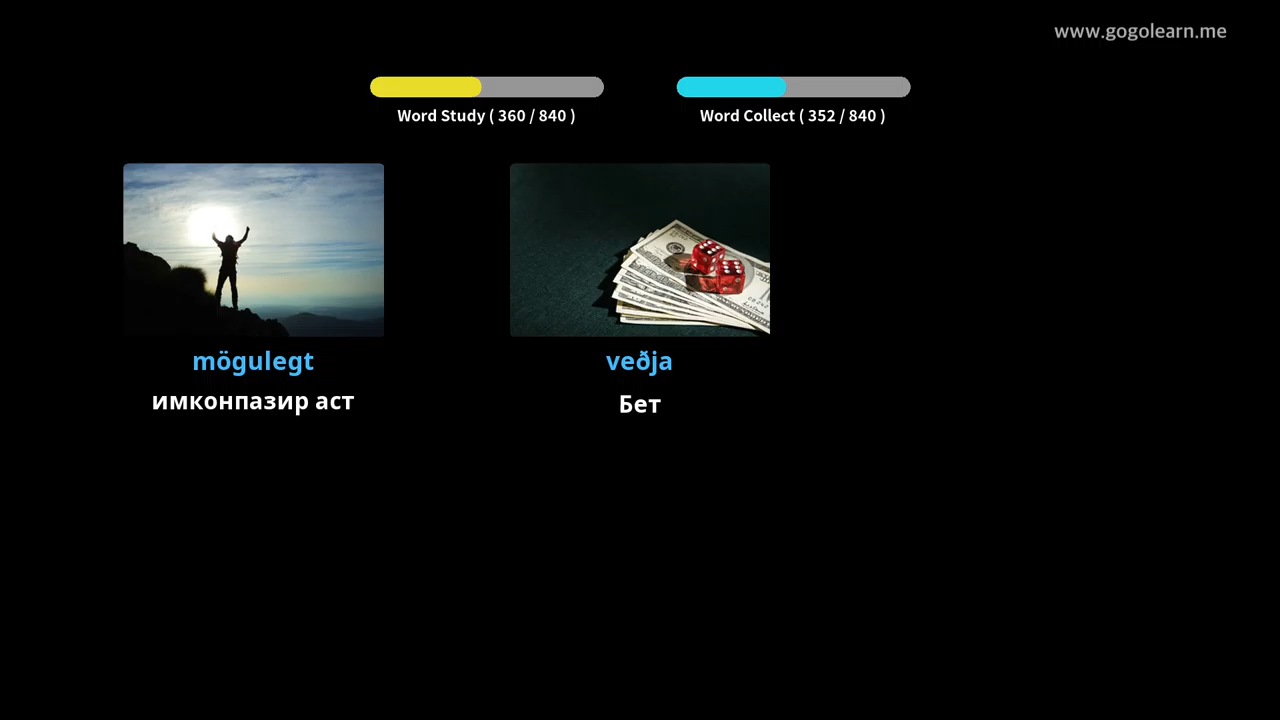 www.gogolearn.me
Word Study ( 360 / 840 )
Word Collect ( 352 / 840 )
mögulegt
имконпазир аст
veðja
Бет